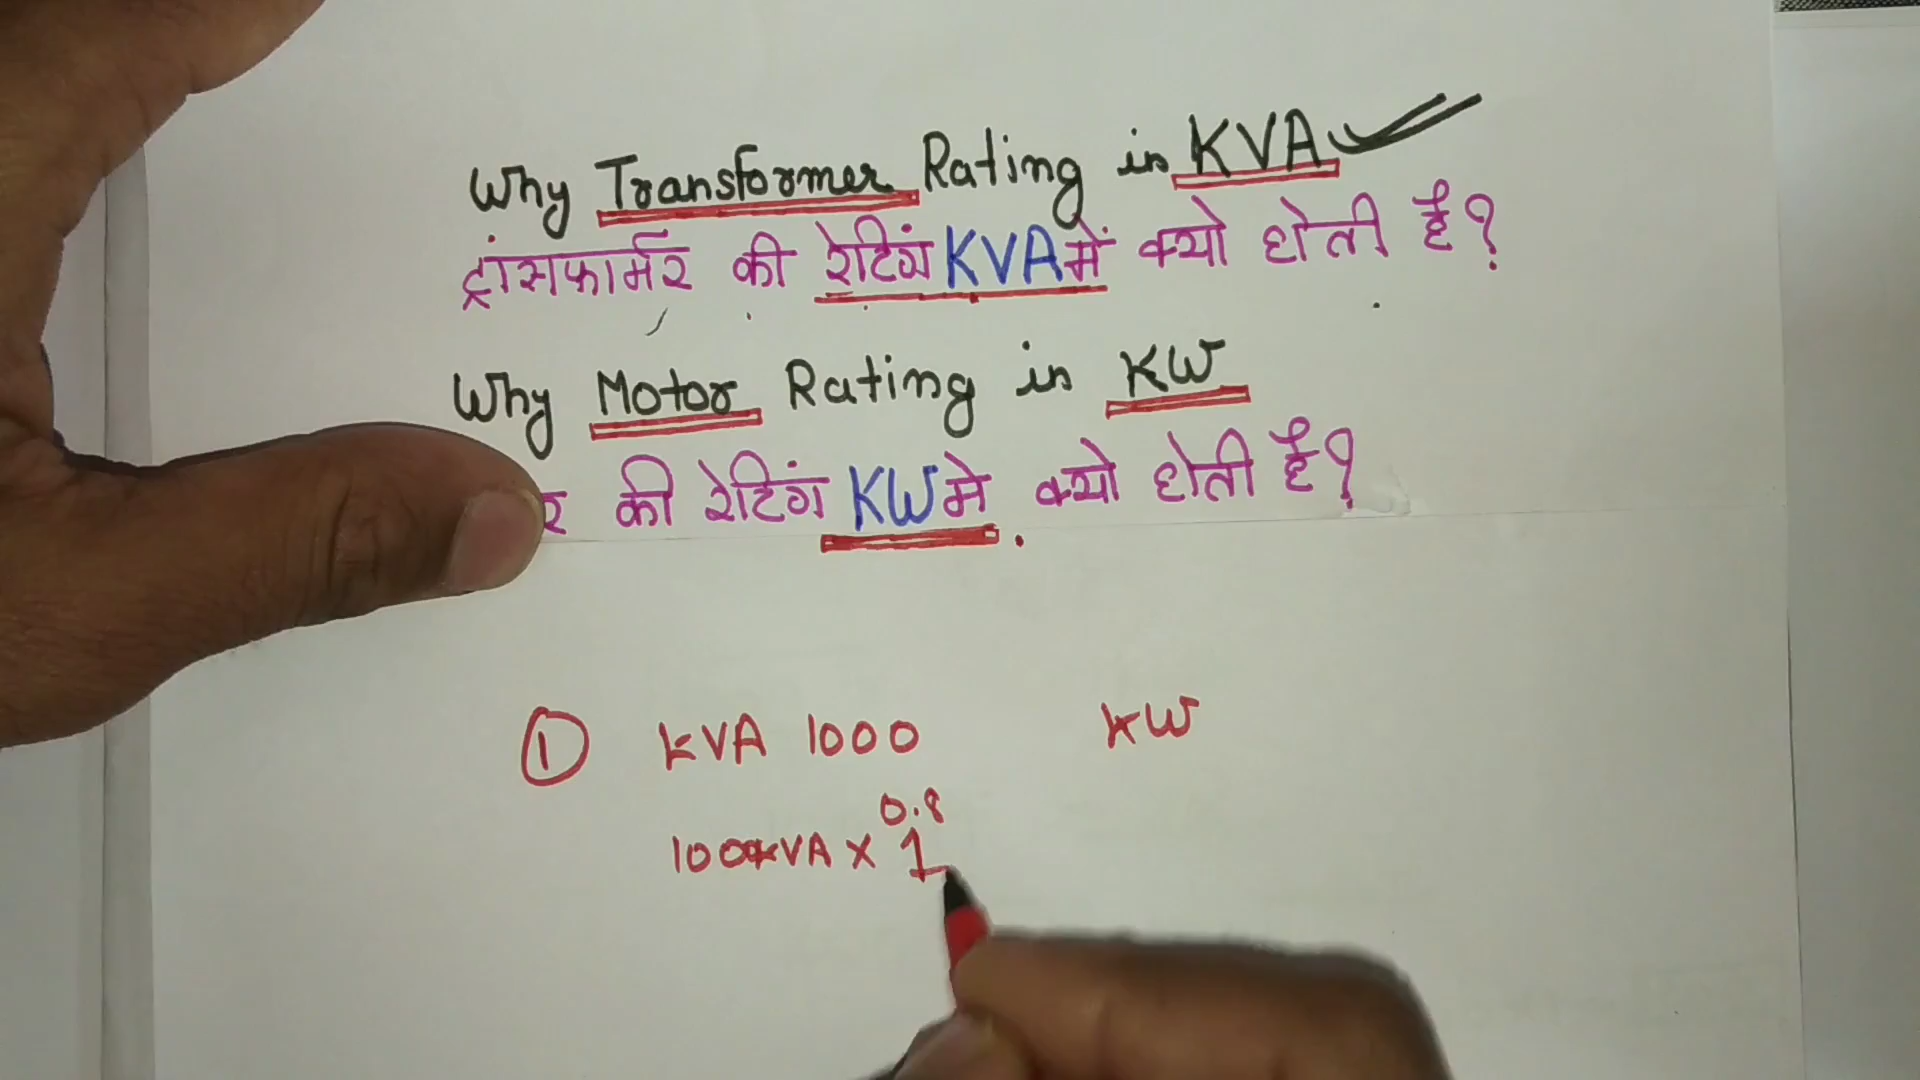 Why Transformer Rating in KVA
ट्रांसफार्मर की रेटिंग KVA में क्यो होती है?
Why Motor Rating in KW
र की रेटिंग KW मे क्यो होती है?
① KVA 1000 KW
0.8
1000KVA × 1